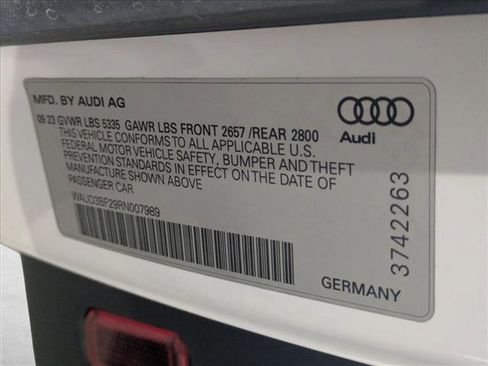 MFD. BY AUDI AG
09 23 GVWR LBS 5335 GAWR LBS FRONT 2657 /REAR 2800
THIS VEHICLE CONFORMS TO ALL APPLICABLE U.S.
FEDERAL MOTOR VEHICLE SAFETY, BUMPER AND THEFT
PREVENTION STANDARDS IN EFFECT ON THE DATE OF
MANUFACTURE SHOWN ABOVE
PASSENGER CAR
WAUD3BF29RN007989
Audi
3742263
GERMANY